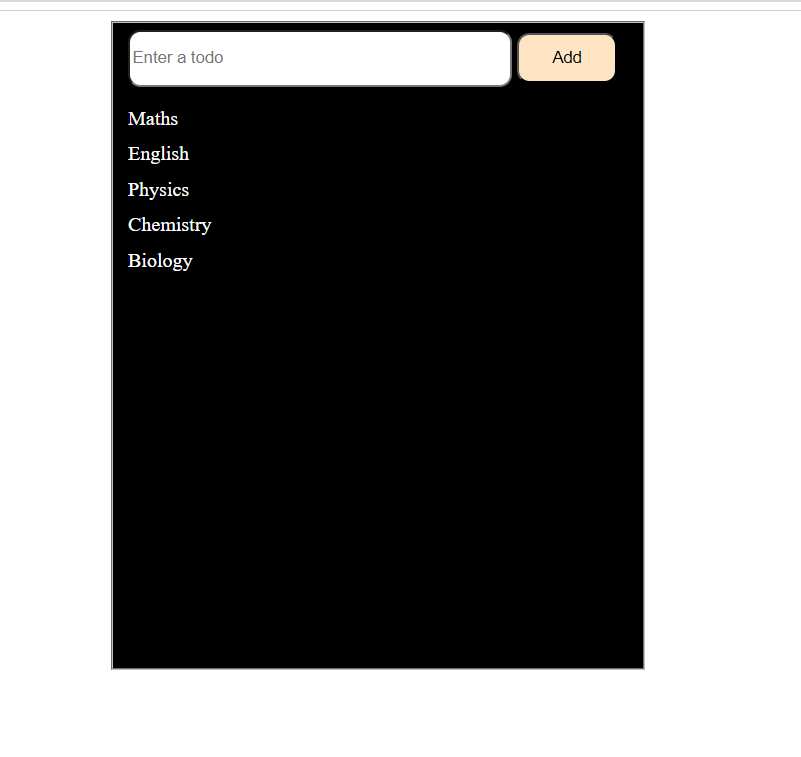 Enter a todo Add
Maths
English
Physics
Chemistry
Biology